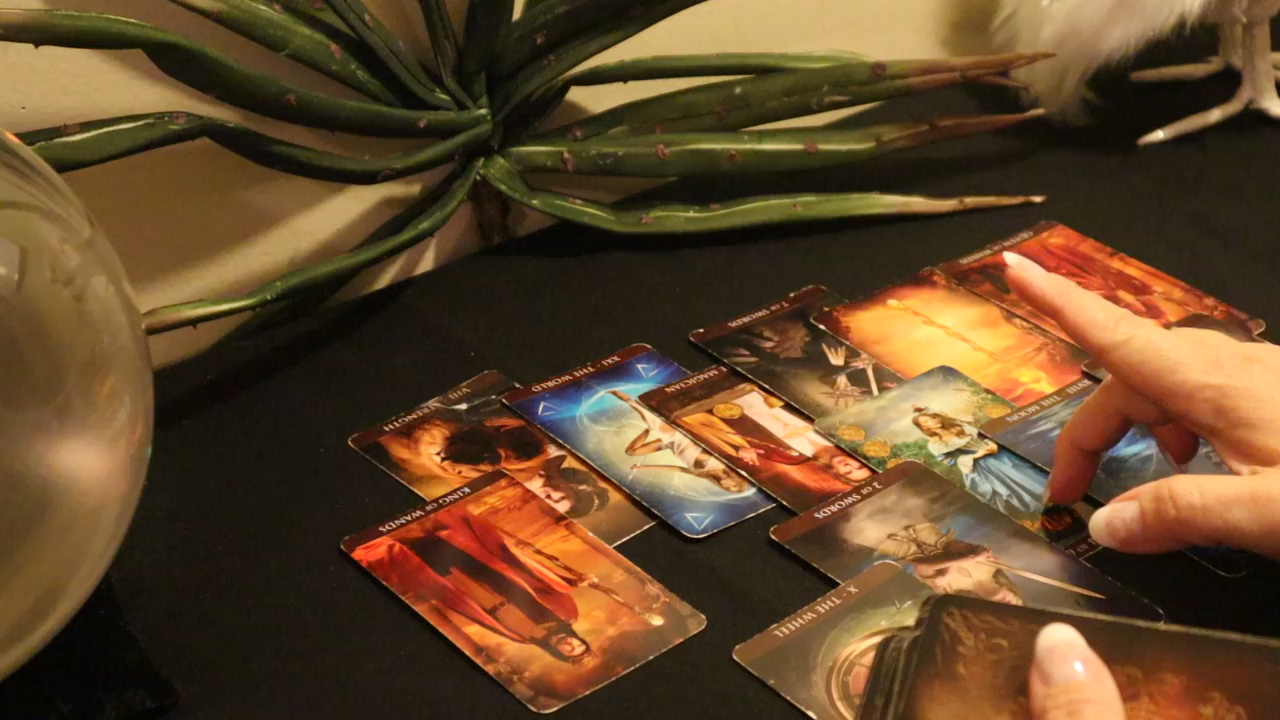 VIII STRENGTH
KING OF WANDS
XXI · THE WORLD
MAGICIAN
7 OF SWORDS
XVIII THE MOON
2 OF SWORDS
X · THE WHEEL